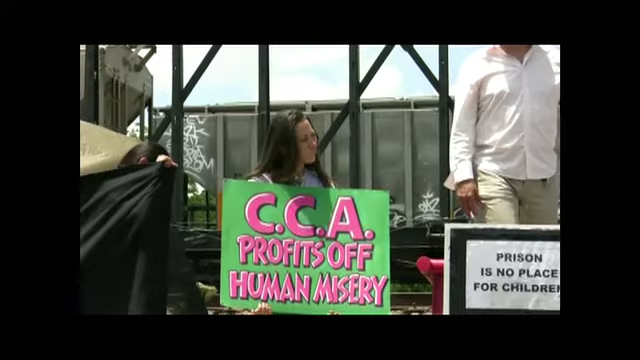 C.C.A.
PROFITS OFF
HUMAN MISERY
PRISON
IS NO PLACE
FOR CHILDREN